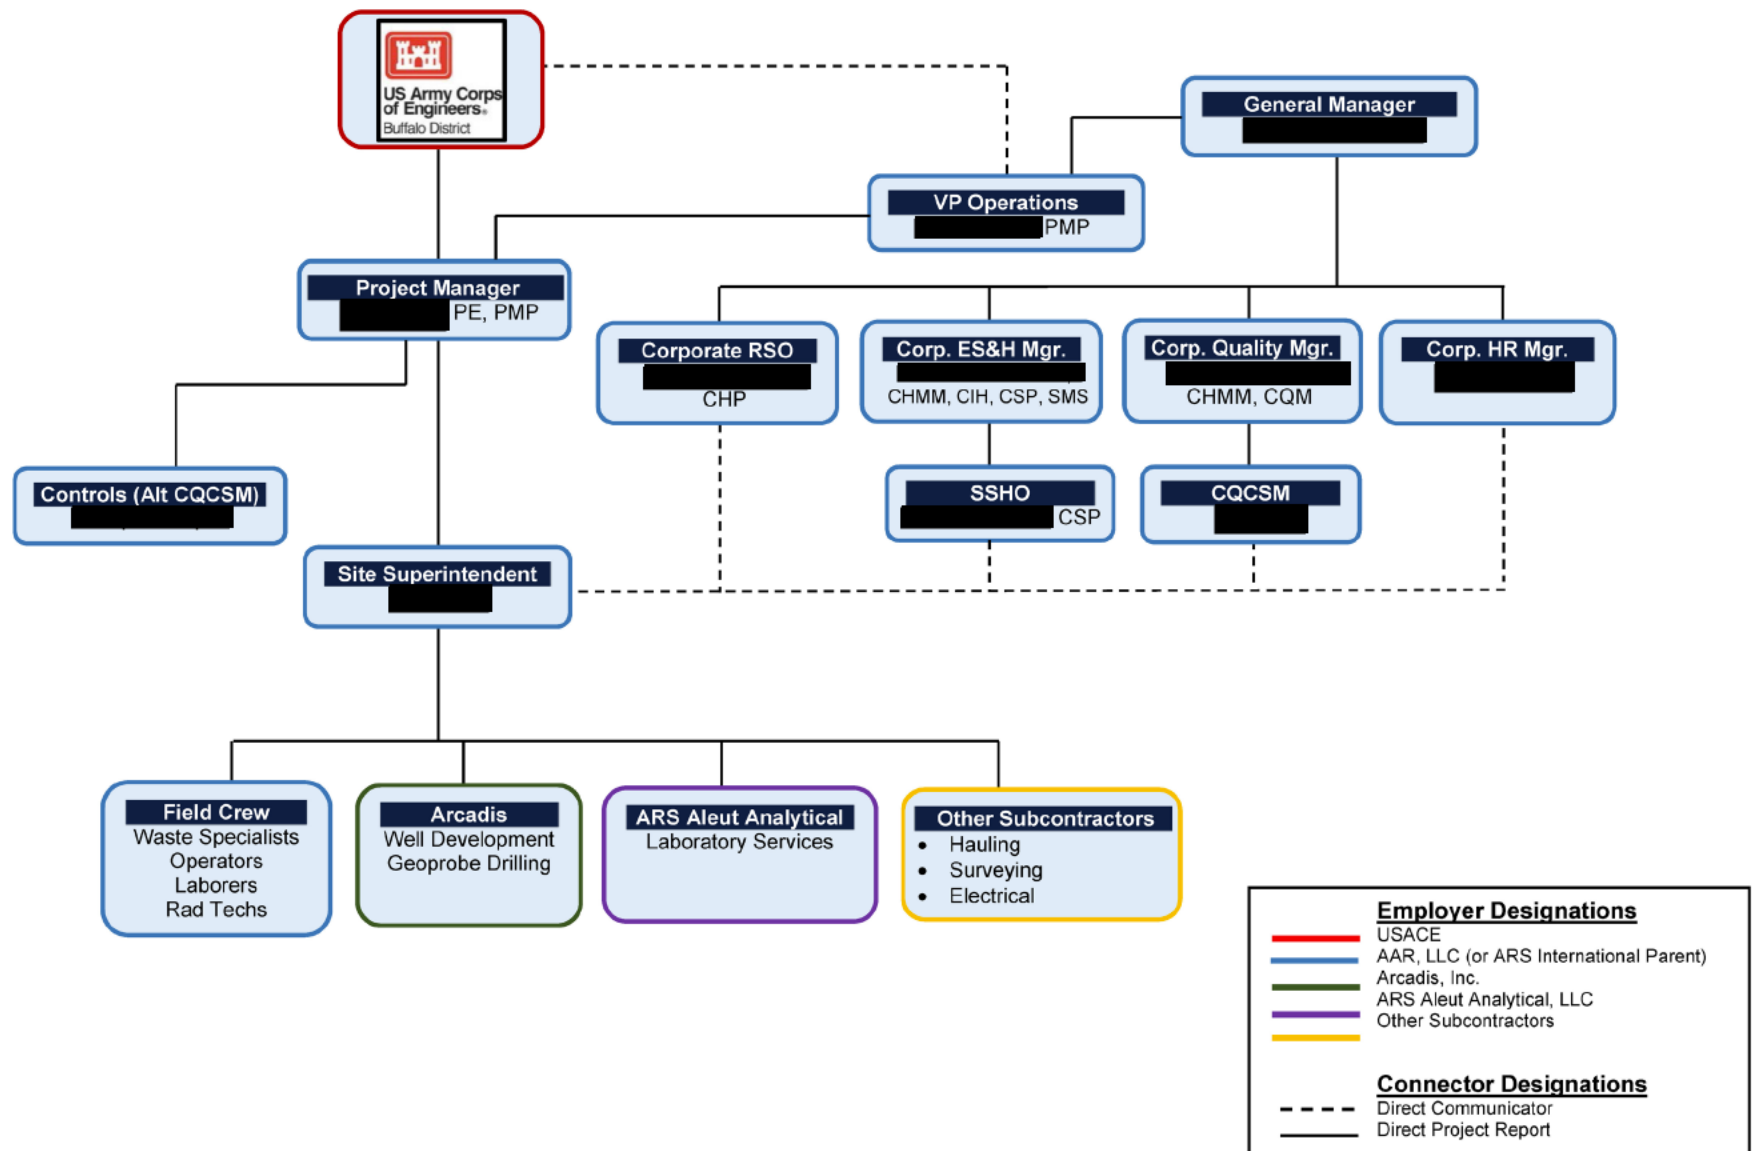 US Army Corps
of Engineers®
Buffalo District
General Manager
VP Operations
PMP
Project Manager
PE, PMP
Corporate RSO
CHP
Corp. ES&H Mgr.
CHMM, CIH, CSP, SMS
Corp. Quality Mgr.
CHMM, CQM
Corp. HR Mgr.
Controls (Alt CQCSM)
SSHO
CSP
CQCSM
Site Superintendent
Field Crew
Waste Specialists
Operators
Laborers
Rad Techs
Arcadis
Well Development
Geoprobe Drilling
ARS Aleut Analytical
Laboratory Services
Other Subcontractors
• Hauling
• Surveying
• Electrical
Employer Designations
USACE
AAR, LLC (or ARS International Parent)
Arcadis, Inc.
ARS Aleut Analytical, LLC
Other Subcontractors
Connector Designations
Direct Communicator
Direct Project Report